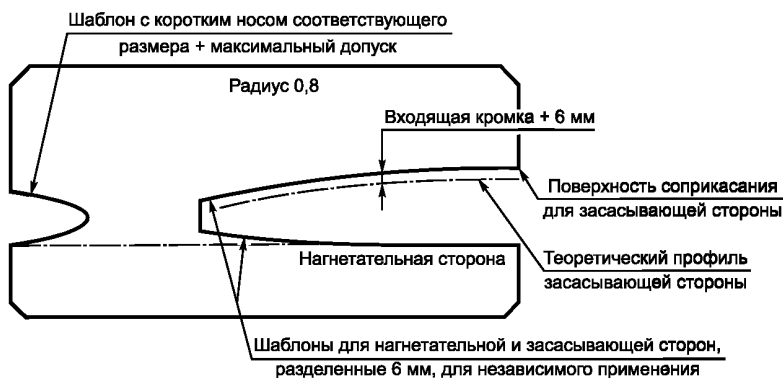 Шаблон с коротким носом соответствующего
размера + максимальный допуск
Радиус 0,8
Входящая кромка + 6 мм
Поверхность соприкасания
для засасывающей стороны
Теоретический профиль
засасывающей стороны
Нагнетательная сторона
Шаблоны для нагнетательной и засасывающей сторон,
разделенные 6 мм, для независимого применения